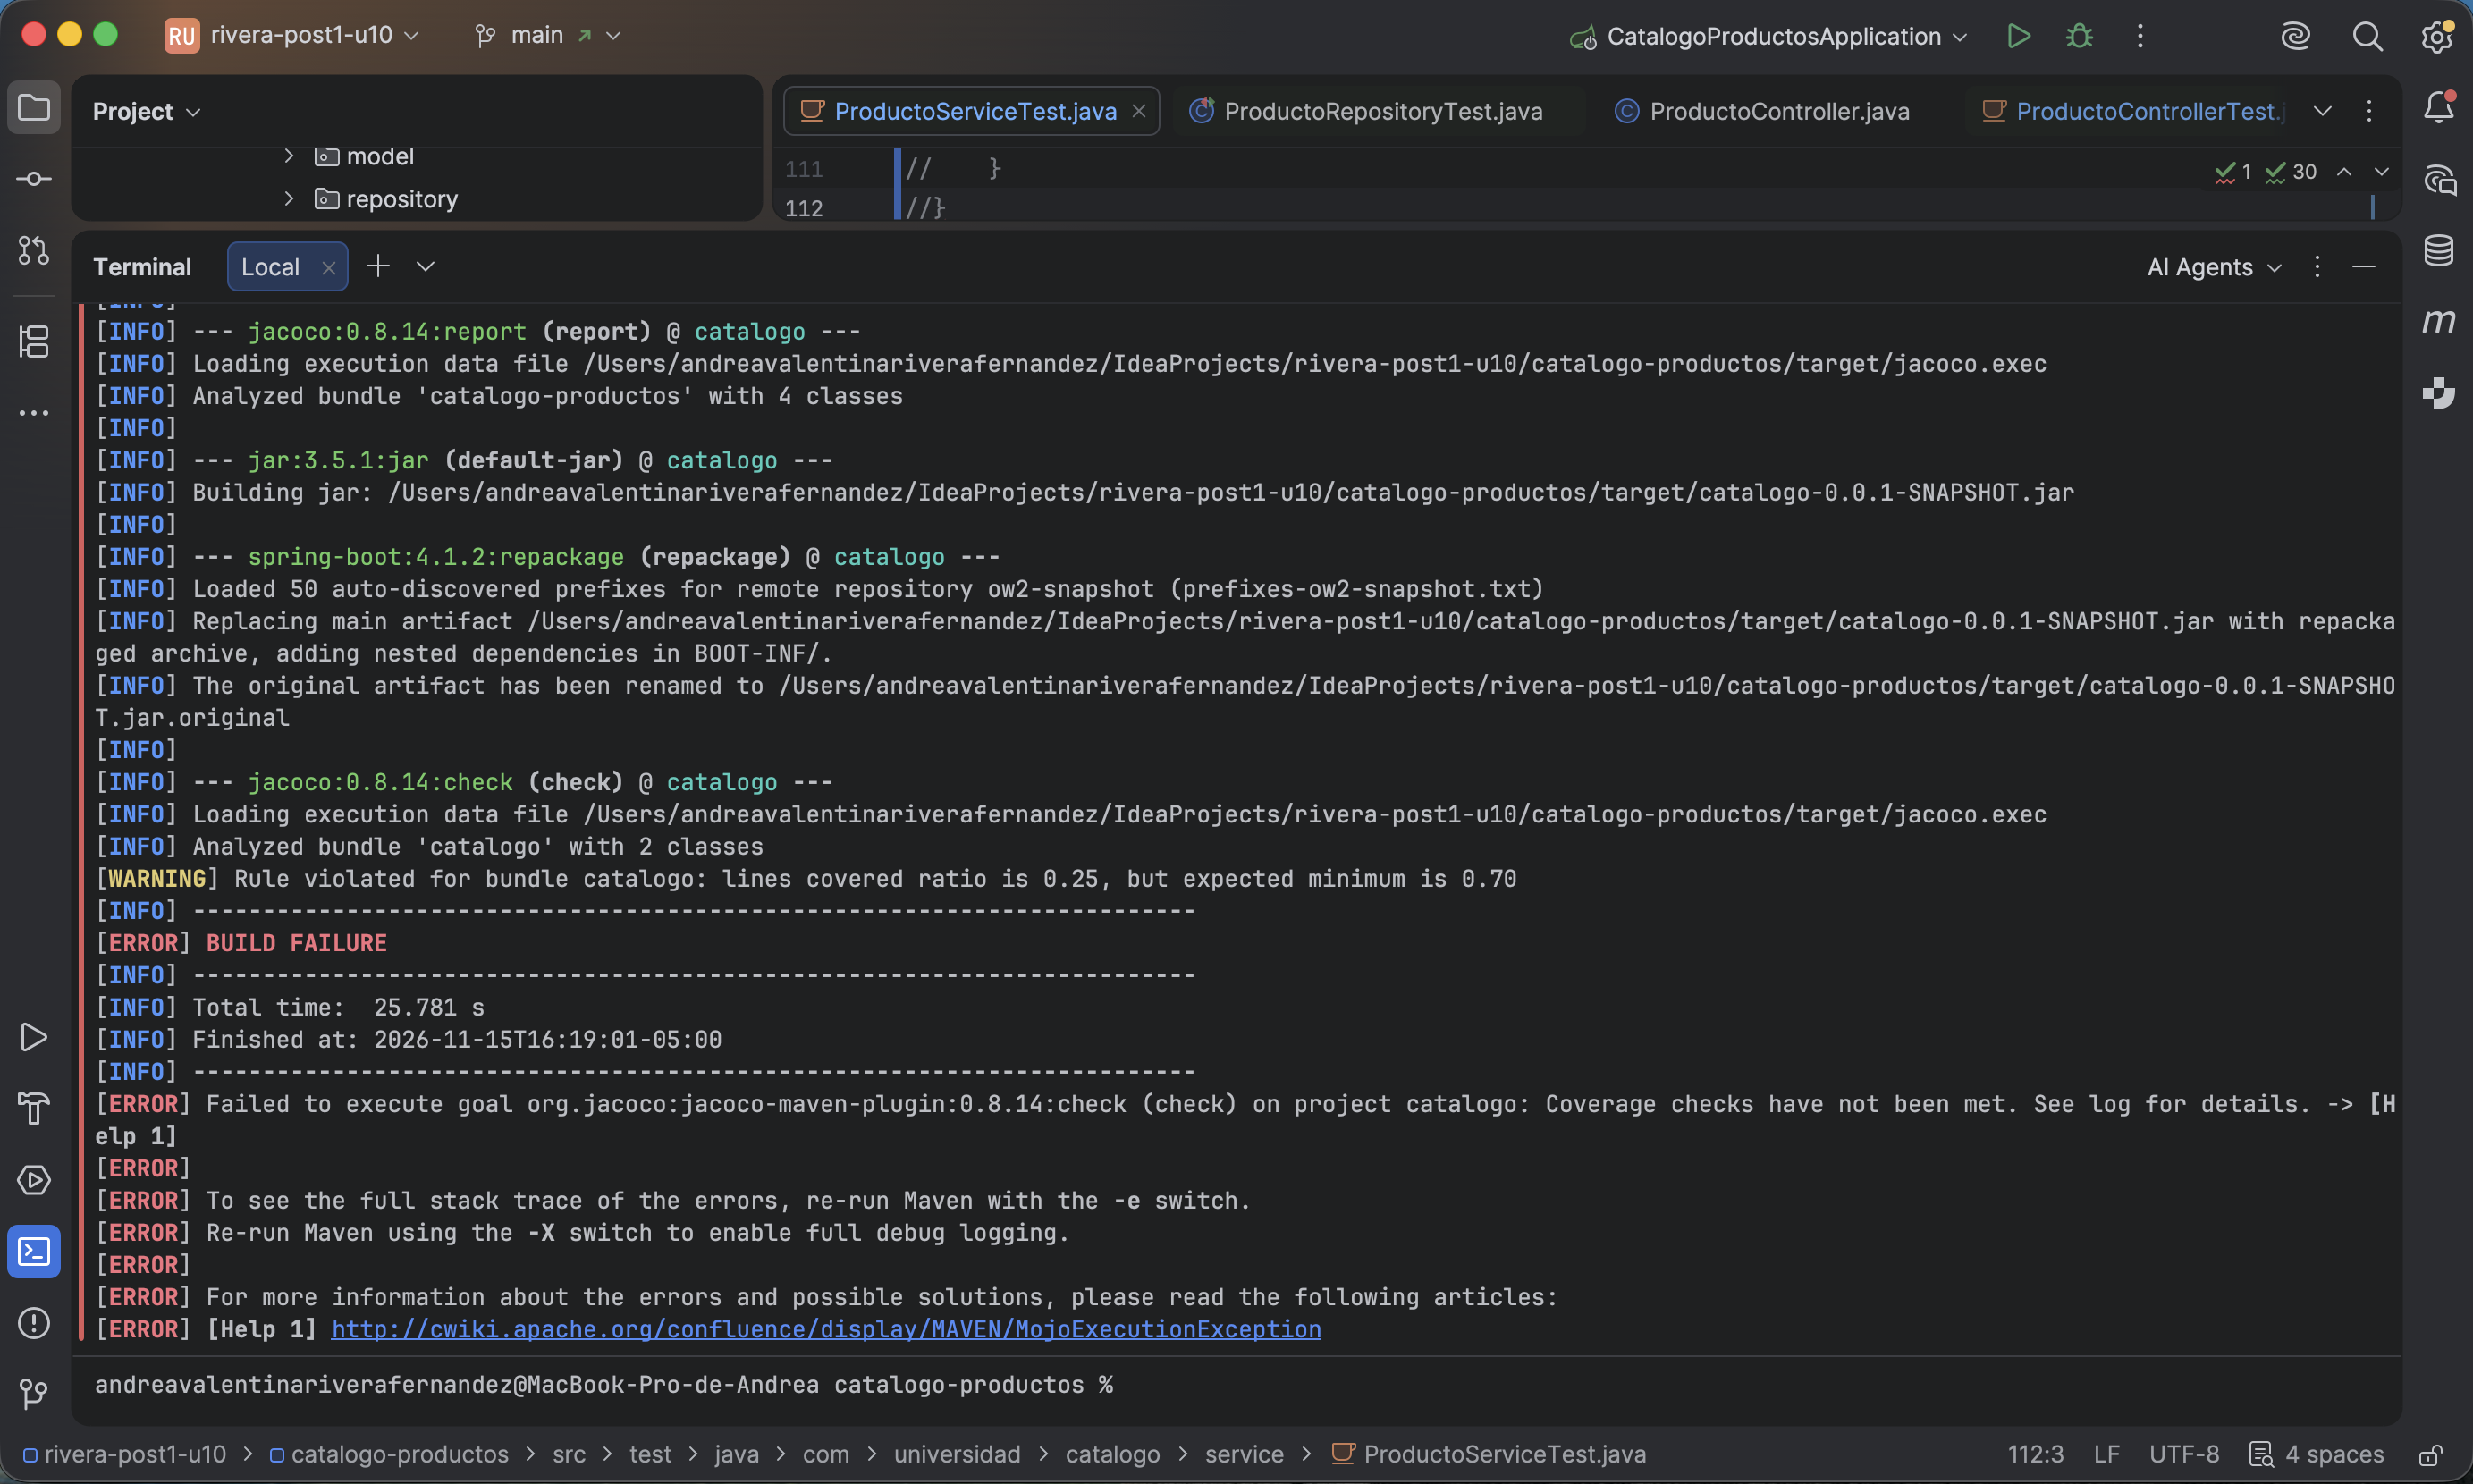 RU rivera-post1-u10 main CatalogoProductosApplication
Project
ProductoServiceTest.java ProductoRepositoryTest.java ProductoController.java ProductoControllerTest.j
model
repository
111 // }
112 //}
1 30
Terminal Local AI Agents
[INFO]
[INFO] --- jacoco:0.8.14:report (report) @ catalogo ---
[INFO] Loading execution data file /Users/andreavalentinariverafernandez/IdeaProjects/rivera-post1-u10/catalogo-productos/target/jacoco.exec
[INFO] Analyzed bundle 'catalogo-productos' with 4 classes
[INFO]
[INFO] --- jar:3.5.1:jar (default-jar) @ catalogo ---
[INFO] Building jar: /Users/andreavalentinariverafernandez/IdeaProjects/rivera-post1-u10/catalogo-productos/target/catalogo-0.0.1-SNAPSHOT.jar
[INFO]
[INFO] --- spring-boot:4.1.2:repackage (repackage) @ catalogo ---
[INFO] Loaded 50 auto-discovered prefixes for remote repository ow2-snapshot (prefixes-ow2-snapshot.txt)
[INFO] Replacing main artifact /Users/andreavalentinariverafernandez/IdeaProjects/rivera-post1-u10/catalogo-productos/target/catalogo-0.0.1-SNAPSHOT.jar with repacka
ged archive, adding nested dependencies in BOOT-INF/.
[INFO] The original artifact has been renamed to /Users/andreavalentinariverafernandez/IdeaProjects/rivera-post1-u10/catalogo-productos/target/catalogo-0.0.1-SNAPSHO
T.jar.original
[INFO]
[INFO] --- jacoco:0.8.14:check (check) @ catalogo ---
[INFO] Loading execution data file /Users/andreavalentinariverafernandez/IdeaProjects/rivera-post1-u10/catalogo-productos/target/jacoco.exec
[INFO] Analyzed bundle 'catalogo' with 2 classes
[WARNING] Rule violated for bundle catalogo: lines covered ratio is 0.25, but expected minimum is 0.70
[INFO] ------------------------------------------------------------------------
[ERROR] BUILD FAILURE
[INFO] ------------------------------------------------------------------------
[INFO] Total time:  25.781 s
[INFO] Finished at: 2026-11-15T16:19:01-05:00
[INFO] ------------------------------------------------------------------------
[ERROR] Failed to execute goal org.jacoco:jacoco-maven-plugin:0.8.14:check (check) on project catalogo: Coverage checks have not been met. See log for details. -> [H
elp 1]
[ERROR]
[ERROR] To see the full stack trace of the errors, re-run Maven with the -e switch.
[ERROR] Re-run Maven using the -X switch to enable full debug logging.
[ERROR]
[ERROR] For more information about the errors and possible solutions, please read the following articles:
[ERROR] [Help 1] http://cwiki.apache.org/confluence/display/MAVEN/MojoExecutionException
andreavalentinariverafernandez@MacBook-Pro-de-Andrea catalogo-productos %
rivera-post1-u10 > catalogo-productos > src > test > java > com > universidad > catalogo > service > ProductoServiceTest.java 112:3 LF UTF-8 4 spaces